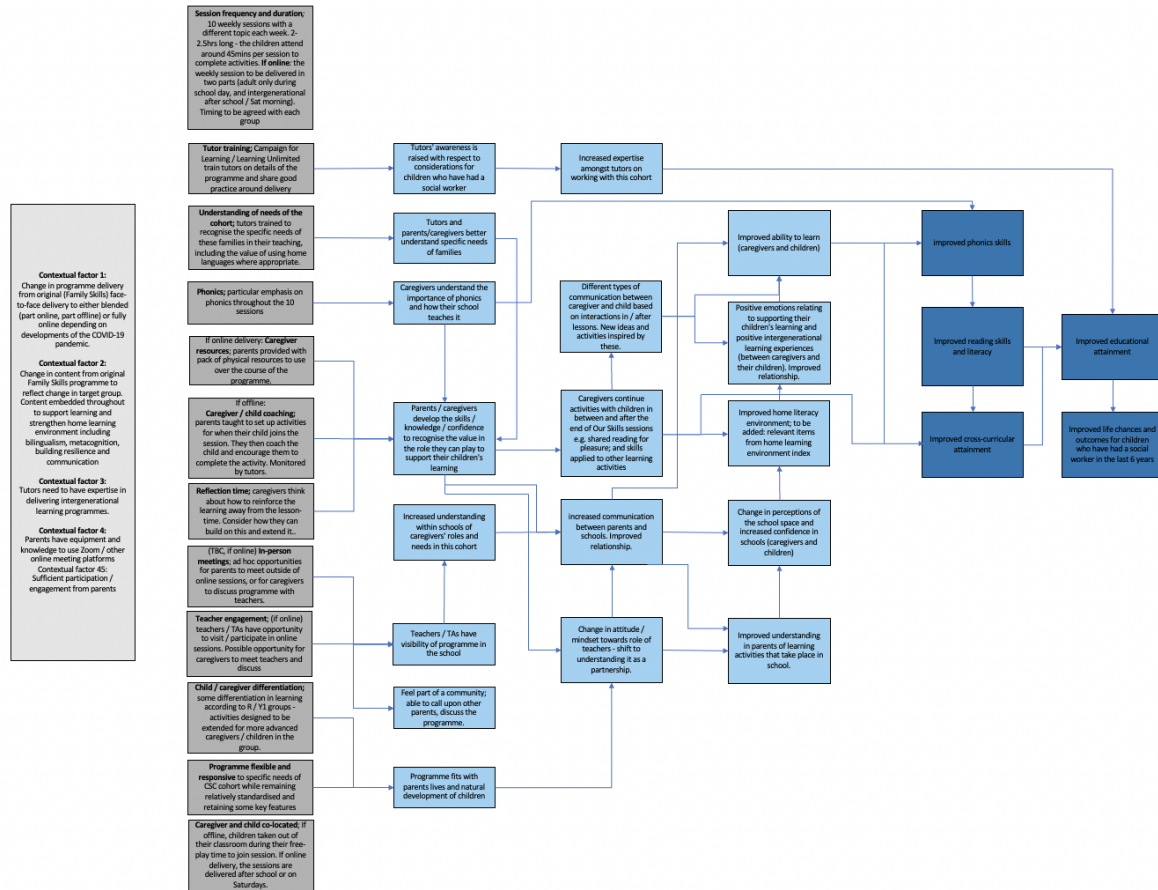 Session frequency and duration;
10 weekly sessions with a
different topic each week. 2-
2.5hrs long - the children attend
around 45mins per session to
complete activities. If online: the
weekly session to be delivered in
two parts (adult only during
school day, and intergenerational
after school / Sat morning).
Timing to be agreed with each
group
Tutor training; Campaign for
Learning / Learning Unlimited
train tutors on details of the
programme and share good
practice around delivery
Tutors' awareness is
raised with respect to
considerations for
children who have had a
social worker
Increased expertise
amongst tutors on
working with this cohort
Understanding of needs of the
cohort; tutors trained to
recognise the specific needs of
these families in their teaching,
including the value of using home
languages where appropriate.
Tutors and
parents/caregivers better
understand specific needs
of families
Improved ability to learn
(caregivers and children)
improved phonics skills
Contextual factor 1:
Change in programme delivery
from original (Family Skills) face-
to-face delivery to either blended
(part online, part offline) or fully
online depending on
developments of the COVID-19
pandemic.
Contextual factor 2:
Change in content from original
Family Skills programme to
reflect change in target group.
Content embedded throughout
to support learning and
strengthen home learning
environment including
bilingualism, metacognition,
building resilience and
communication
Contextual factor 3:
Tutors need to have expertise in
delivering intergenerational
learning programmes.
Contextual factor 4:
Parents have equipment and
knowledge to use Zoom / other
online meeting platforms
Contextual factor 45:
Sufficient participation /
engagement from parents
Phonics; particular emphasis on
phonics throughout the 10
sessions
Caregivers understand the
importance of phonics
and how their school
teaches it
Different types of
communication between
caregiver and child based
on interactions in / after
lessons. New ideas and
activities inspired by
these.
Positive emotions relating
to supporting their
children's learning and
positive intergenerational
learning experiences
(between caregivers and
their children). Improved
relationship.
Improved reading skills
and literacy
Improved educational
attainment
If online delivery: Caregiver
resources; parents provided with
pack of physical resources to use
over the course of the
programme.
If offline:
Caregiver / child coaching;
parents taught to set up activities
for when their child joins the
session. They then coach the
child and encourage them to
complete the activity. Monitored
by tutors.
Parents / caregivers
develop the skills /
knowledge / confidence
to recognise the value in
the role they can play to
support their children's
learning
Caregivers continue
activities with children in
between and after the
end of Our Skills sessions
e.g. shared reading for
pleasure; and skills
applied to other learning
activities
Improved home literacy
environment; to be
added: relevant items
from home learning
environment index
Improved cross-curricular
attainment
Improved life chances and
outcomes for children
who have had a social
worker in the last 6 years
Reflection time; caregivers think
about how to reinforce the
learning away from the lesson-
time. Consider how they can
build on this and extend it..
Increased understanding
within schools of
caregivers' roles and
needs in this cohort
increased communication
between parents and
schools. Improved
relationship.
Change in perceptions of
the school space and
increased confidence in
schools (caregivers and
children)
(TBC, if online) In-person
meetings; ad hoc opportunities
for parents to meet outside of
online sessions, or for caregivers
to discuss programme with
teachers.
Teacher engagement; (if online)
teachers / TAs have opportunity
to visit / participate in online
sessions. Possible opportunity for
caregivers to meet teachers and
discuss
Teachers / TAs have
visibility of programme in
the school
Change in attitude /
mindset towards role of
teachers - shift to
understanding it as a
partnership.
Improved understanding
in parents of learning
activities that take place in
school.
Child / caregiver differentiation;
some differentiation in learning
according to R / Y1 groups -
activities designed to be
extended for more advanced
caregivers / children in the
group.
Feel part of a community;
able to call upon other
parents, discuss the
programme.
Programme flexible and
responsive to specific needs of
CSC cohort while remaining
relatively standardised and
retaining some key features
Programme fits with
parents lives and natural
development of children
Caregiver and child co-located; If
offline, children taken out of
their classroom during their free-
play time to join session. If online
delivery, the sessions are
delivered after school or on
Saturdays.